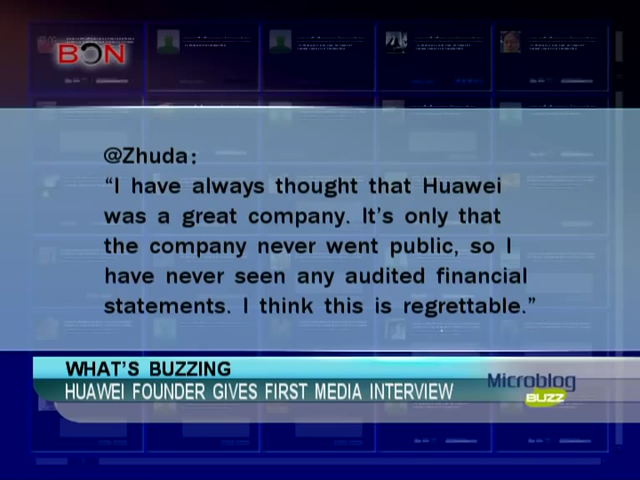 BON
@Zhuda:
“I have always thought that Huawei
was a great company. It’s only that
the company never went public, so I
have never seen any audited financial
statements. I think this is regrettable.”
WHAT’S BUZZING
HUAWEI FOUNDER GIVES FIRST MEDIA INTERVIEW
Microblog
BUZZ